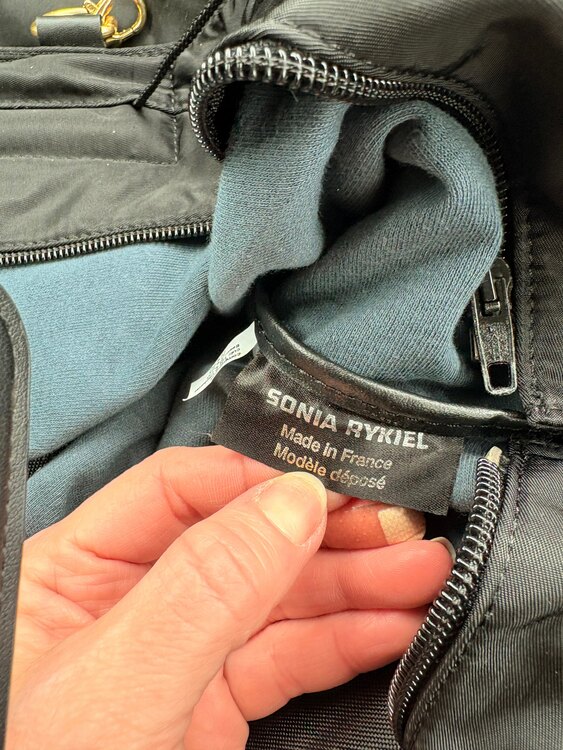 SONIA RYKIEL
Made in France
Modèle déposé